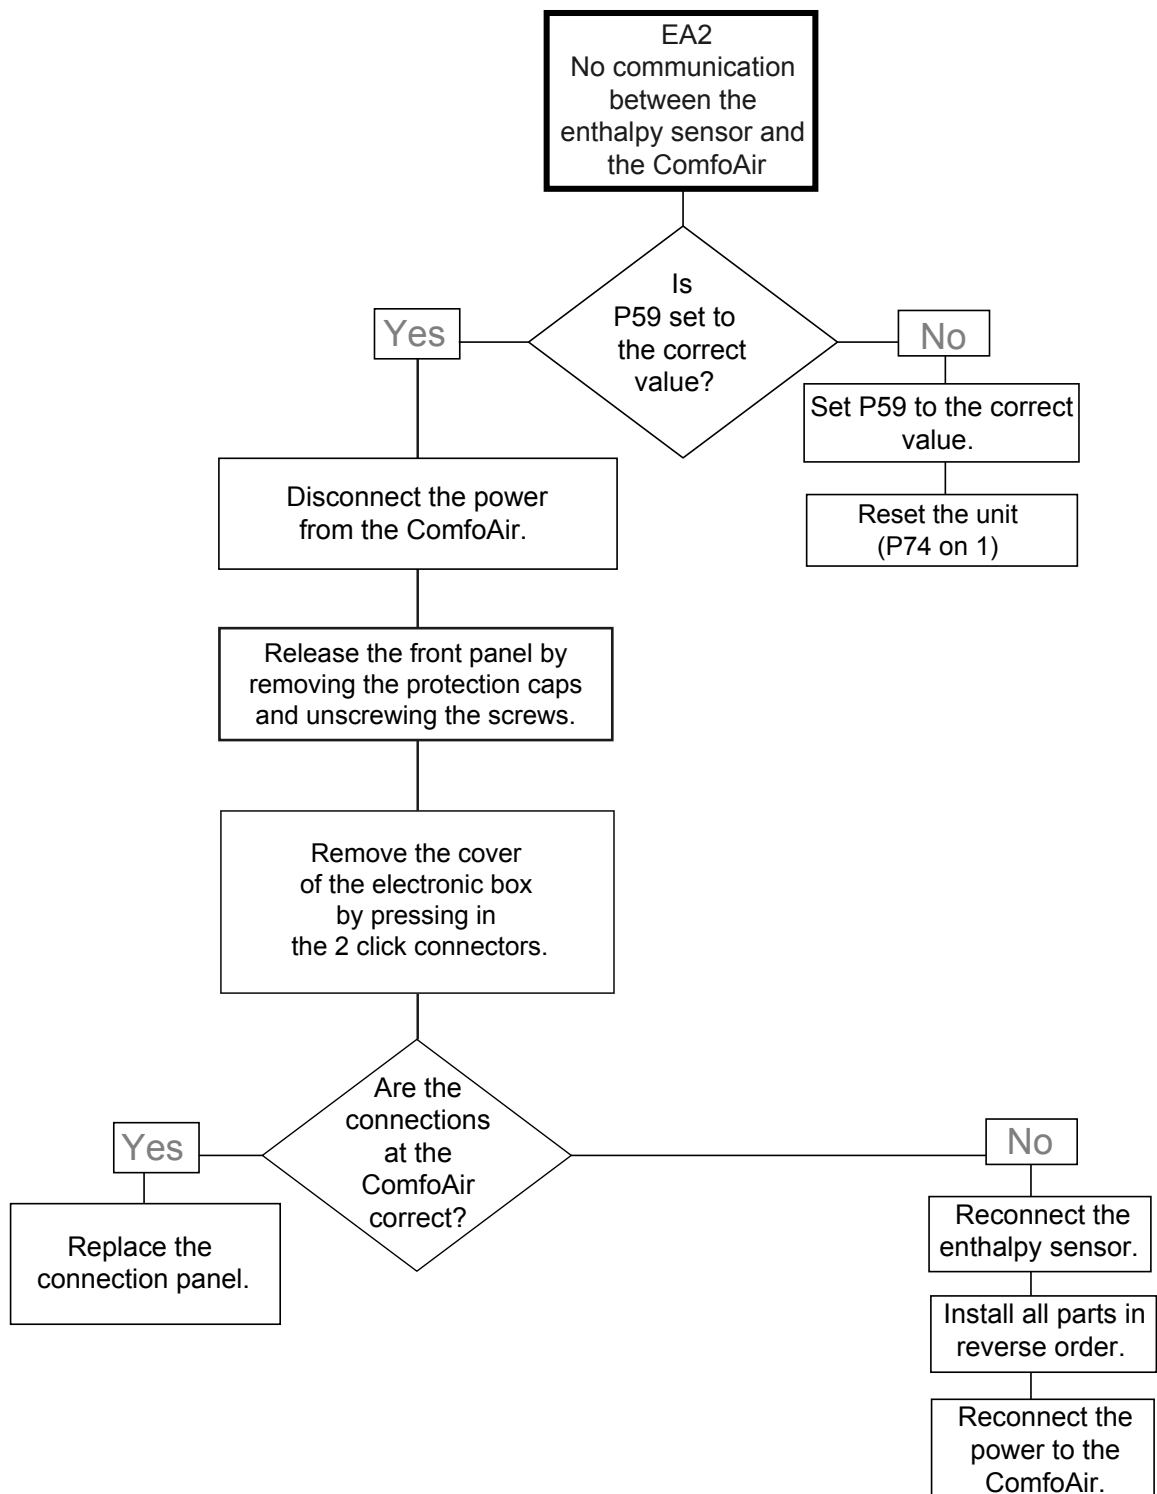 EA2
No communication
between the
enthalpy sensor and
the ComfoAir
Is
P59 set to
the correct
value?
Yes
No
Set P59 to the correct
value.
Reset the unit
(P74 on 1)
Disconnect the power
from the ComfoAir.
Release the front panel by
removing the protection caps
and unscrewing the screws.
Remove the cover
of the electronic box
by pressing in
the 2 click connectors.
Are the
connections
at the
ComfoAir
correct?
Yes
Replace the
connection panel.
No
Reconnect the
enthalpy sensor.
Install all parts in
reverse order.
Reconnect the
power to the
ComfoAir.